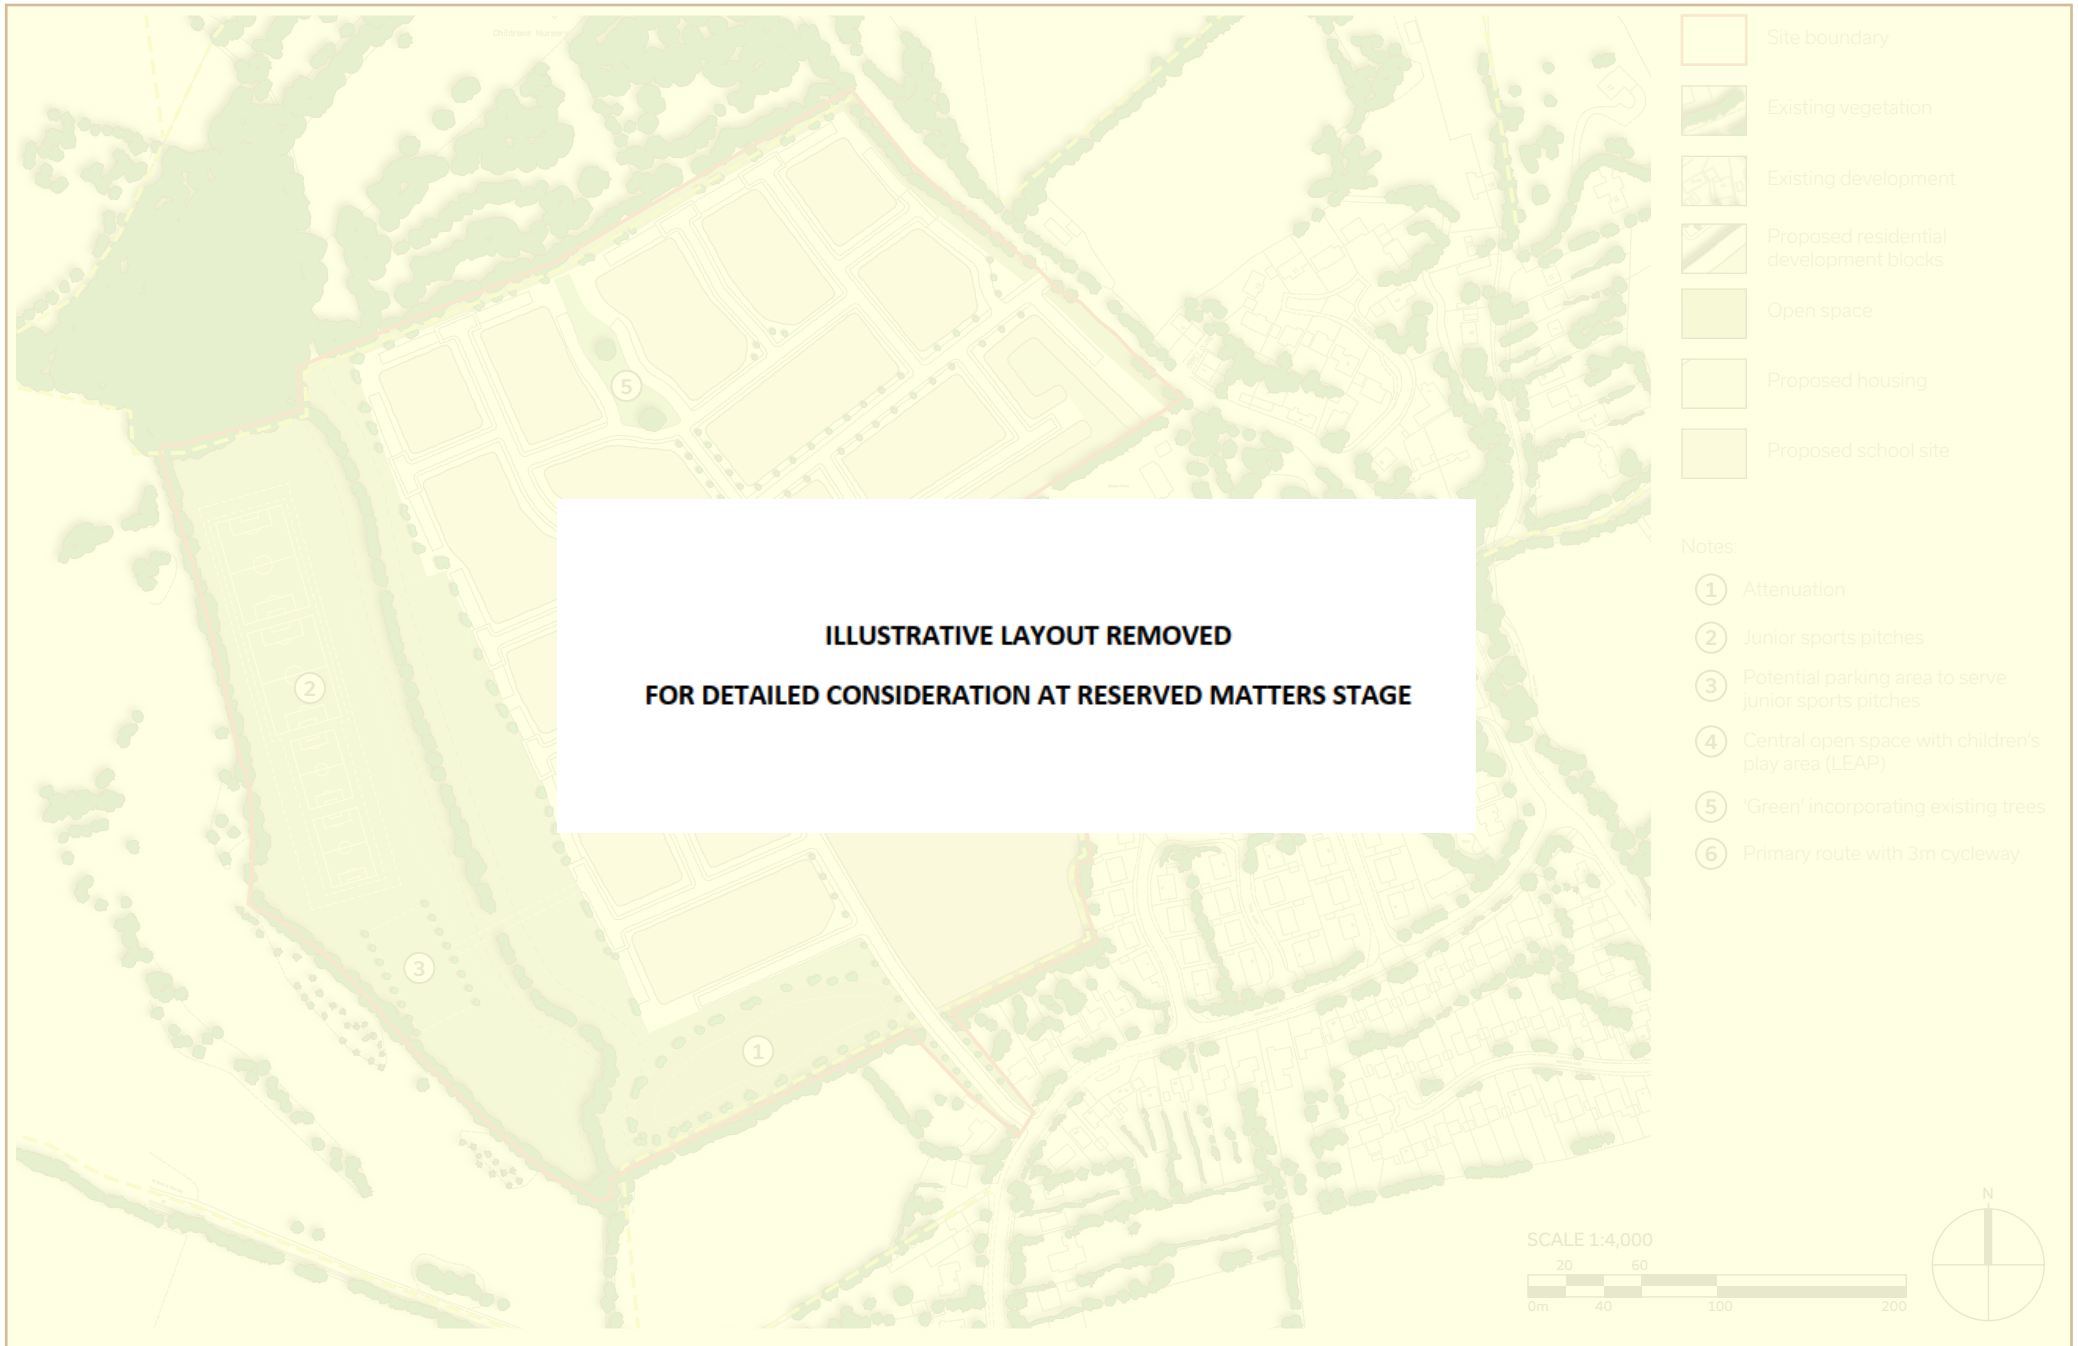 Childrens Nursery
Site boundary
Existing vegetation
Existing development
Proposed residential
development blocks
Open space
Proposed housing
Proposed school site
5
ILLUSTRATIVE LAYOUT REMOVED
FOR DETAILED CONSIDERATION AT RESERVED MATTERS STAGE
2
3
1
Notes:
1 Attenuation
2 Junior sports pitches
3 Potential parking area to serve
junior sports pitches
4 Central open space with children's
play area (LEAP)
5 'Green' incorporating existing trees
6 Primary route with 3m cycleway
SCALE 1:4,000
20 60
0m 40 100 200
N